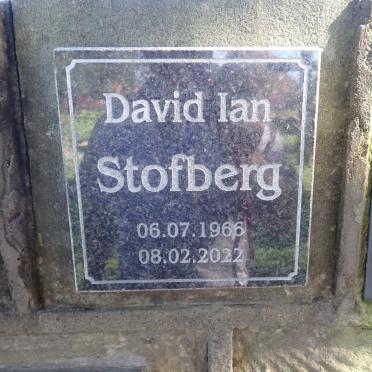 David Ian
Stofberg
06.07.1966
08.02.2022